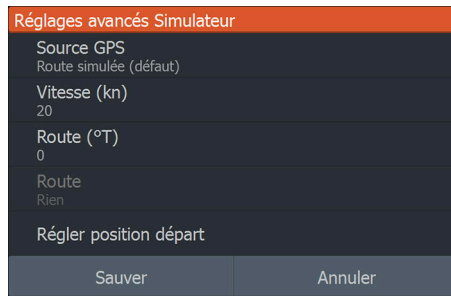 Réglages avancés Simulateur
Source GPS
Route simulée (défaut)
Vitesse (kn)
20
Route (°T)
0
Route
Rien
Régler position départ
Sauver
Annuler